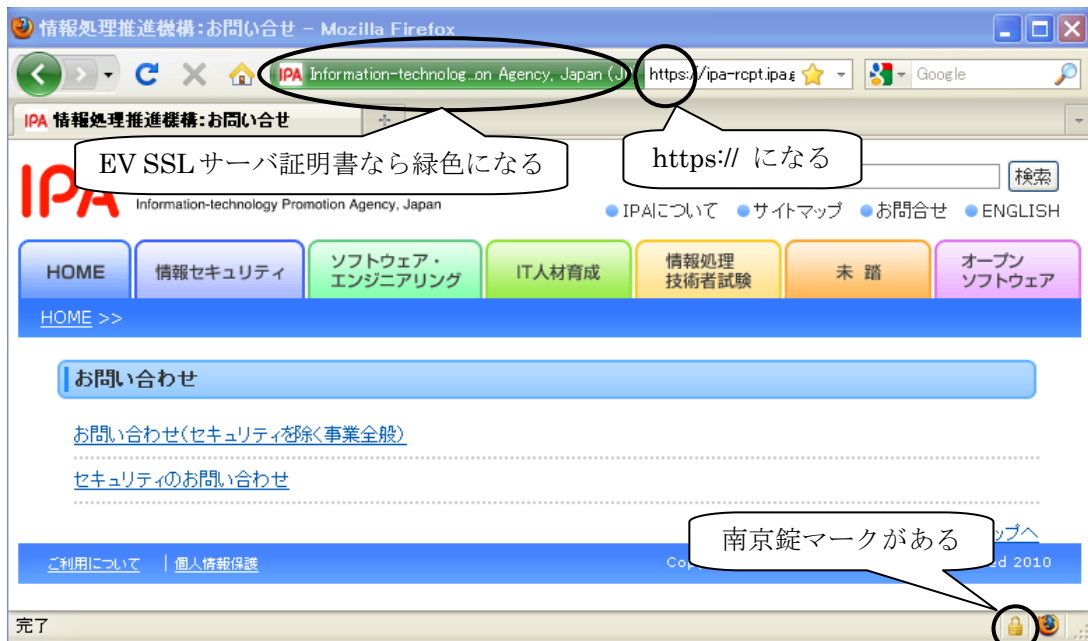 情報処理推進機構:お問い合せ - Mozilla Firefox
IPA Information-technolog...on Agency, Japan (J https://ipa-rcpt.ipa Google
IPA 情報処理推進機構:お問い合せ
EV SSL サーバ証明書なら緑色になる
https:// になる
IPA
検索
Information-technology Promotion Agency, Japan
IPAについて サイトマップ お問合せ ENGLISH
HOME 情報セキュリティ ソフトウェア・ エンジニアリング IT人材育成 情報処理 技術者試験 未 踏 オープン ソフトウェア
HOME >>
お問い合わせ
お問い合わせ(セキュリティを除く事業全般)
セキュリティのお問い合わせ
南京錠マークがある
ップへ
ご利用について | 個人情報保護
Cop ed 2010
完了